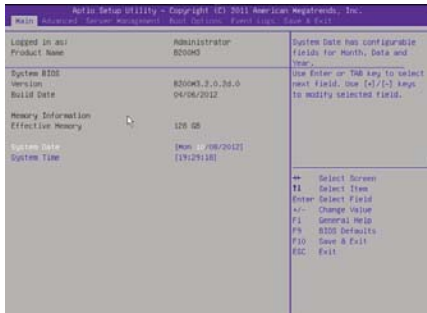 Aptio Setup Utility - Copyright (C) 2011 American Megatrends, Inc.
Main Advanced Server Management Boot Options Event Logs Save & Exit
Logged in as: Administrator
Product Name B200M3
System BIOS
Version B200M3.2.0.2d.0
Build Date 04/06/2012
Memory Information
Effective Memory 128 GB
System Date [Mon /08/2012]
System Time [19:29:18]
System Date has configurable
fields for Month, Data and
Year.
Use Enter or TAB key to select
next field. Use [+]/[-] keys
to modify selected field.
Select Screen
Select Item
Enter Select Field
+/- Change Value
F1 General Help
F9 BIOS Defaults
F10 Save & Exit
ESC Exit